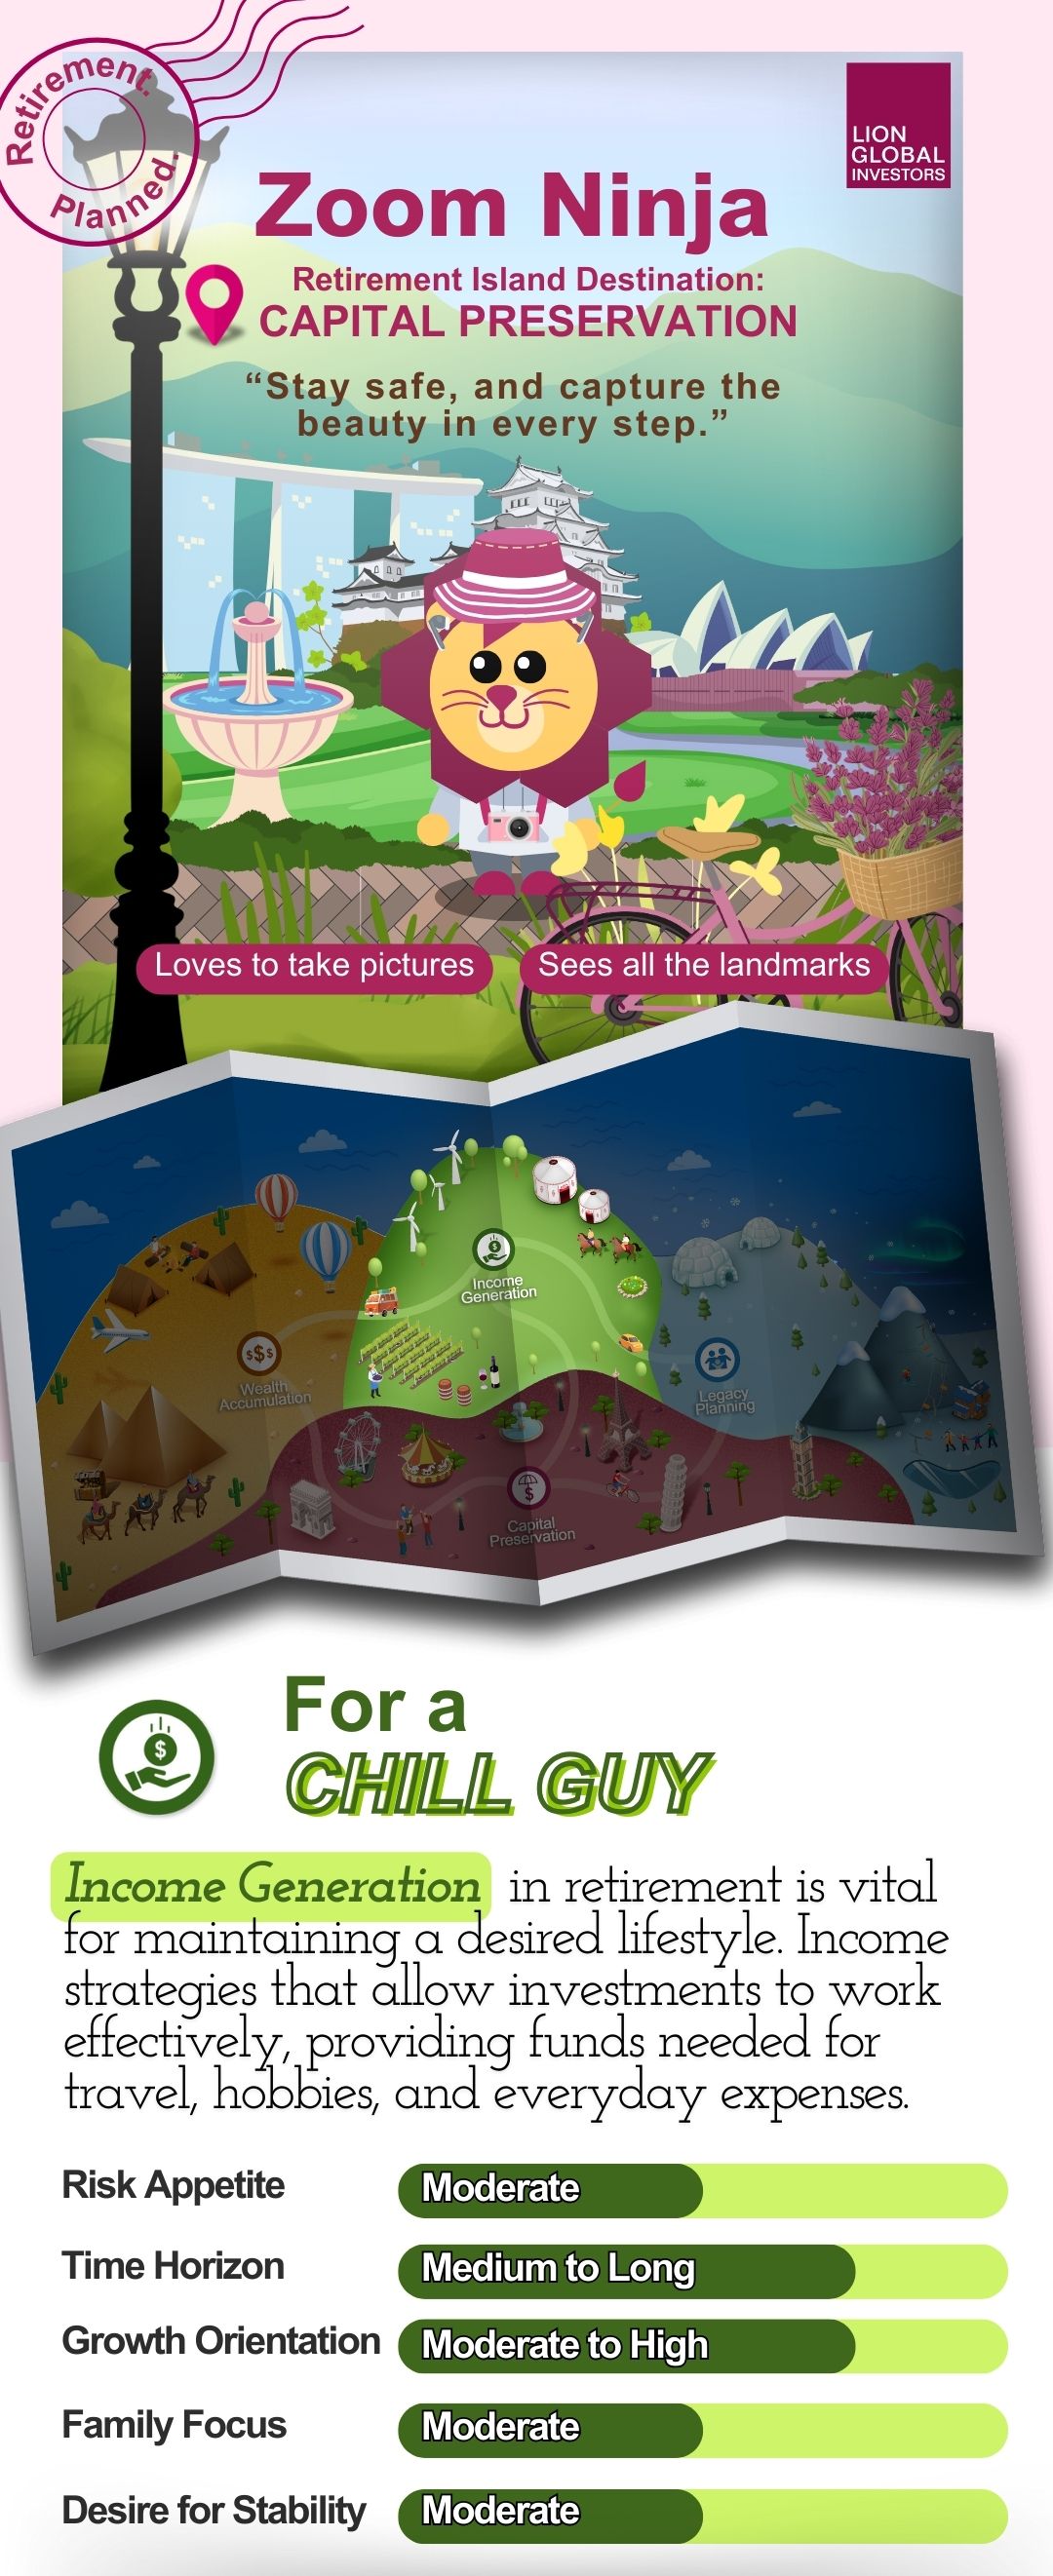 Retirement.
Planned.
LION
GLOBAL
INVESTORS
Zoom Ninja
Retirement Island Destination:
CAPITAL PRESERVATION
“Stay safe, and capture the
beauty in every step.”
Loves to take pictures
Sees all the landmarks
Income
Generation
$$$
Wealth
Accumulation
Legacy
Planning
$
Capital
Preservation
$
For a
CHILL GUY
Income Generation in retirement is vital
for maintaining a desired lifestyle. Income
strategies that allow investments to work
effectively, providing funds needed for
travel, hobbies, and everyday expenses.
Risk Appetite Moderate
Time Horizon Medium to Long
Growth Orientation Moderate to High
Family Focus Moderate
Desire for Stability Moderate